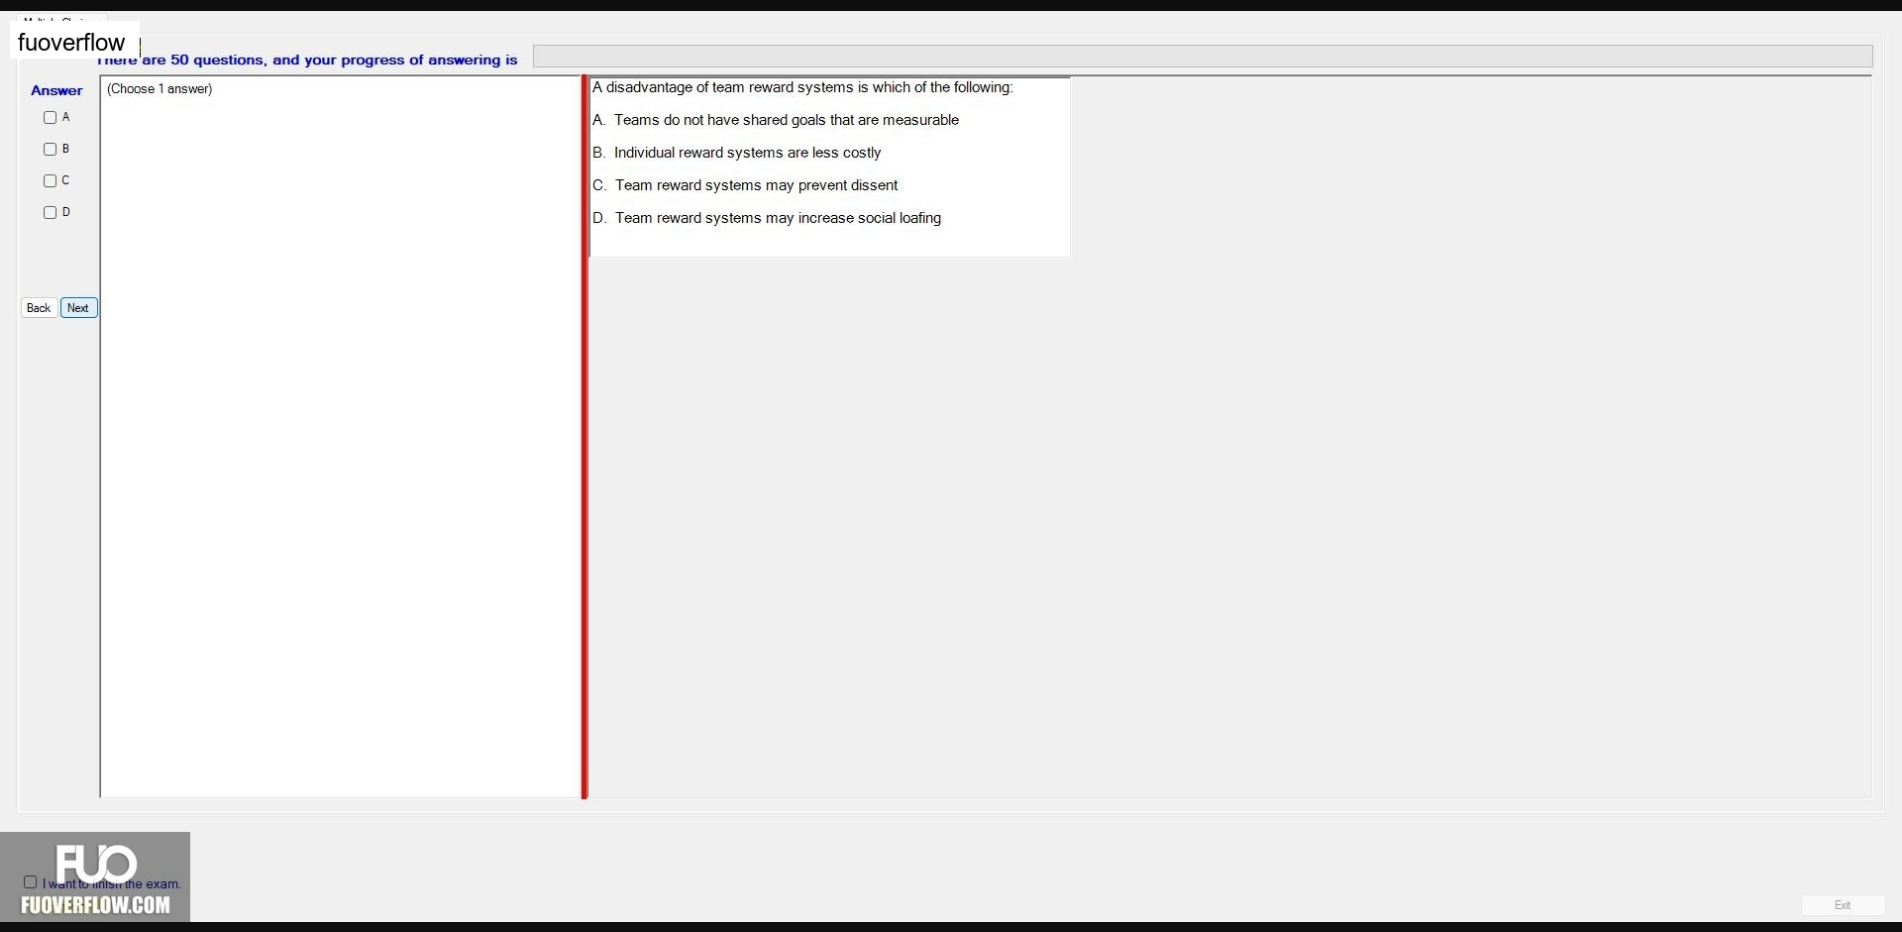 fuoverflow
There are 50 questions, and your progress of answering is
Answer
(Choose 1 answer)
A
B
C
D
Back Next
A disadvantage of team reward systems is which of the following:
A. Teams do not have shared goals that are measurable
B. Individual reward systems are less costly
C. Team reward systems may prevent dissent
D. Team reward systems may increase social loafing
FUO
I want to finish the exam.
FUOVERFLOW.COM
Exit